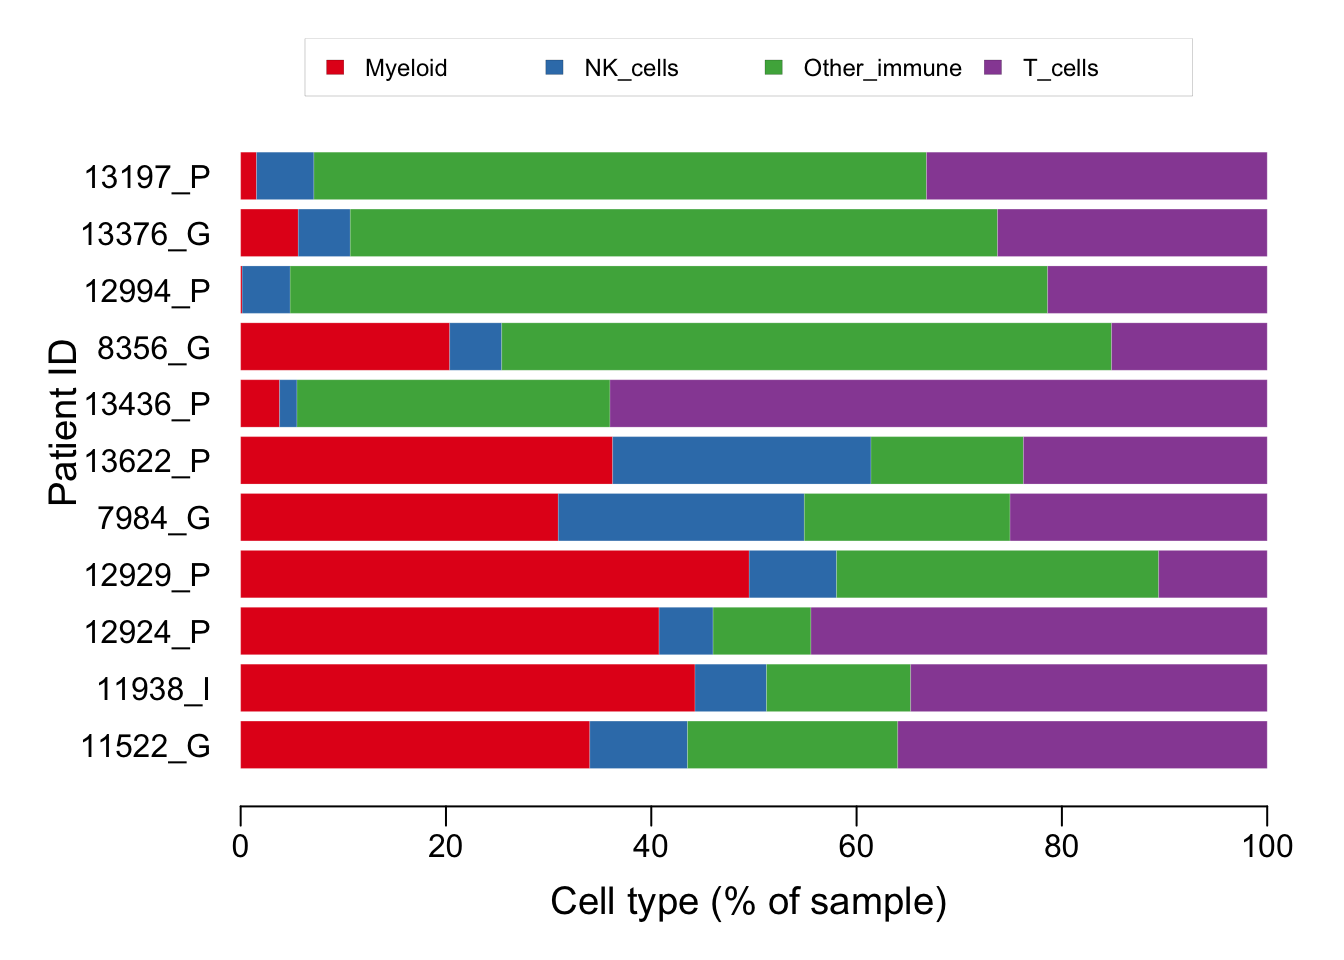 Myeloid NK_cells Other_immune T_cells
13197_P
13376_G
12994_P
8356_G
13436_P
13622_P
7984_G
12929_P
12924_P
11938_I
11522_G
Patient ID
0 20 40 60 80 100
Cell type (% of sample)